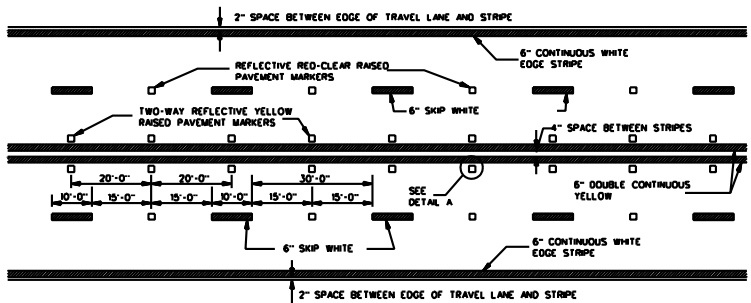 2" SPACE BETWEEN EDGE OF TRAVEL LANE AND STRIPE
6" CONTINUOUS WHITE
EDGE STRIPE
REFLECTIVE RED-CLEAR RAISED
PAVEMENT MARKERS
6" SKIP WHITE
TWO-WAY REFLECTIVE YELLOW
RAISED PAVEMENT MARKERS
4" SPACE BETWEEN STRIPES
20'-0" 20'-0" 30'-0"
SEE
DETAIL A
10'-0" 15'-0" 15'-0" 10'-0" 15'-0" 15'-0"
6" DOUBLE CONTINUOUS
YELLOW
6" SKIP WHITE
6" CONTINUOUS WHITE
EDGE STRIPE
2" SPACE BETWEEN EDGE OF TRAVEL LANE AND STRIPE